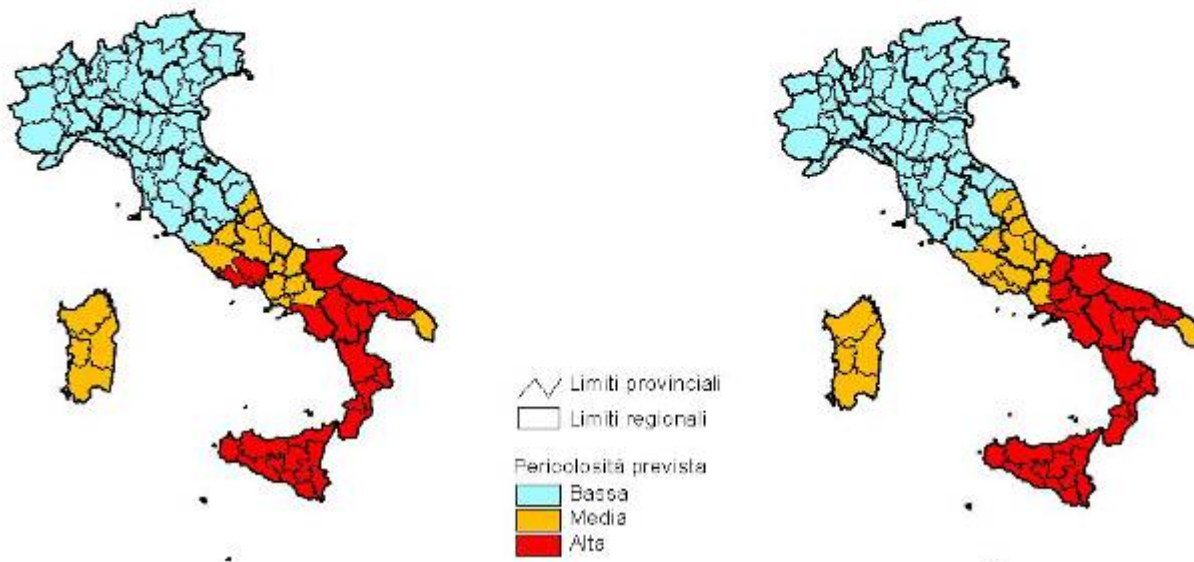 Limiti provinciali
Limiti regionali
Pericolosità prevista
Bassa
Media
Alta